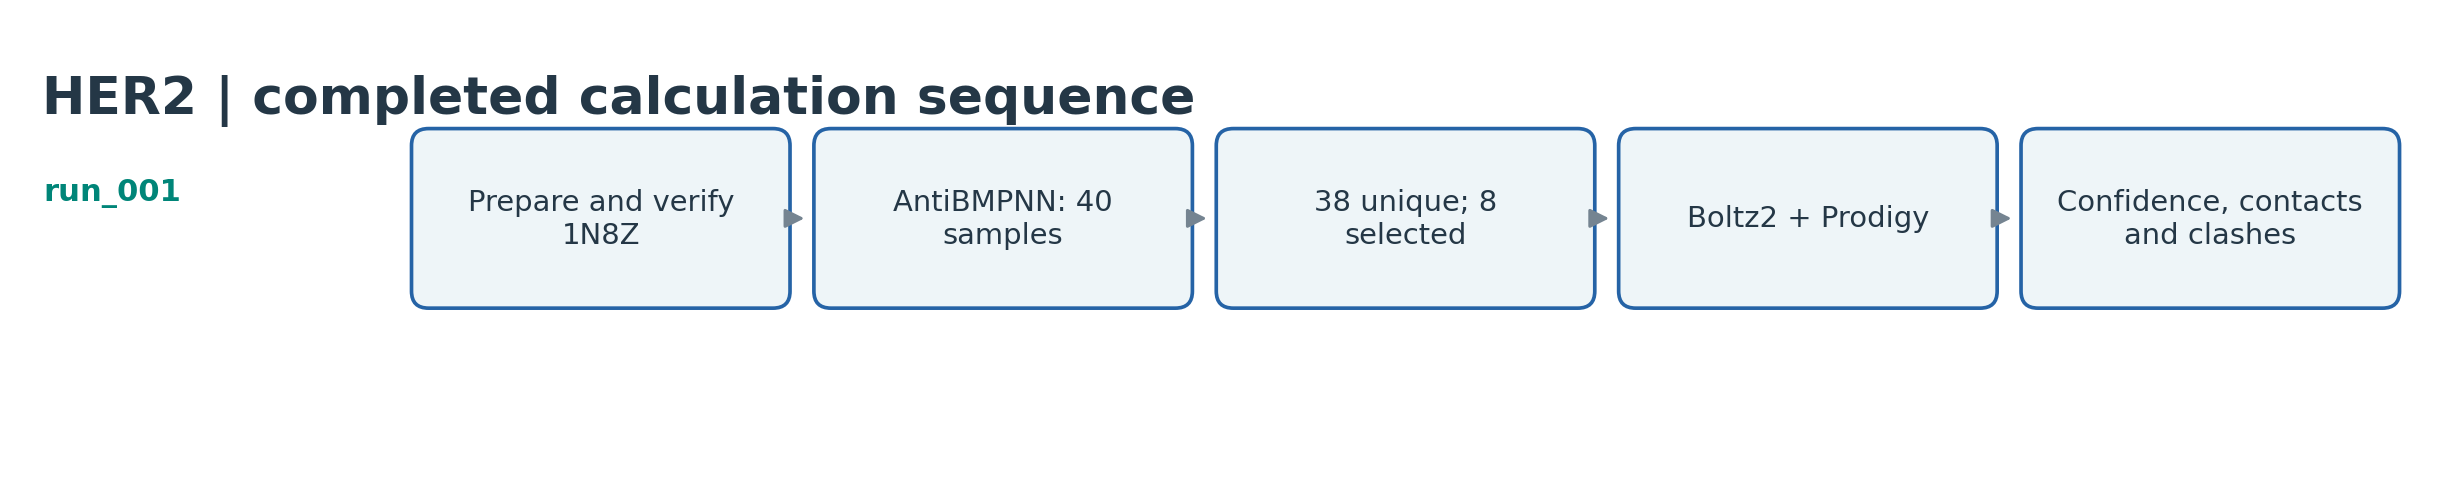 HER2 | completed calculation sequence
run_001
Prepare and verify
1N8Z
AntiBMPNN: 40
samples
38 unique; 8
selected
Boltz2 + Prodigy
Confidence, contacts
and clashes